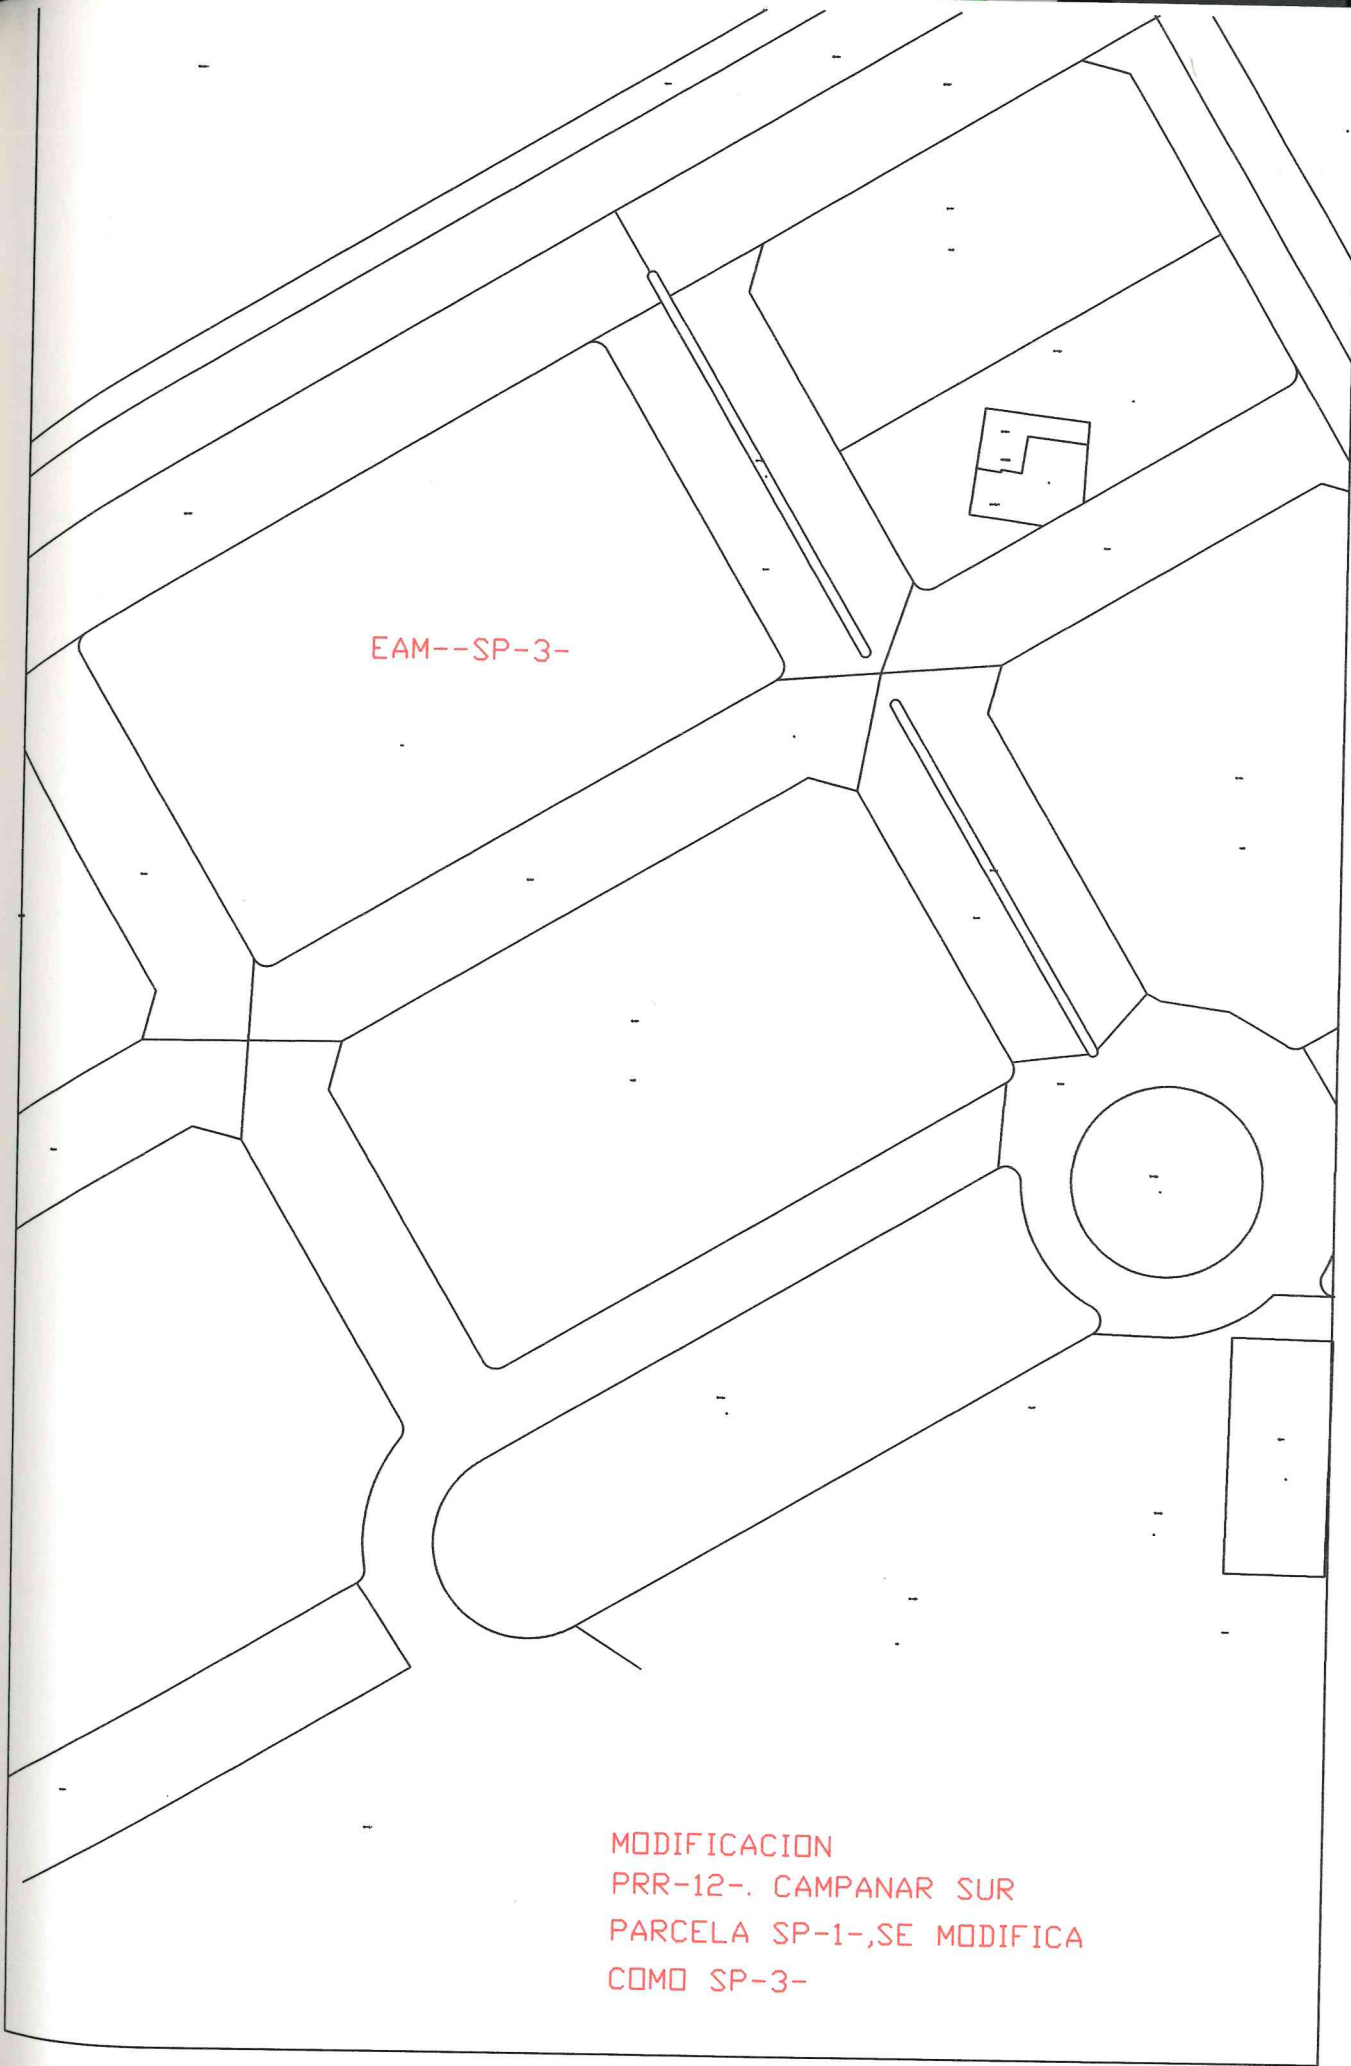 EAM--SP-3-
MODIFICACION
PRR-12-. CAMPANAR SUR
PARCELA SP-1-,SE MODIFICA
COMO SP-3-